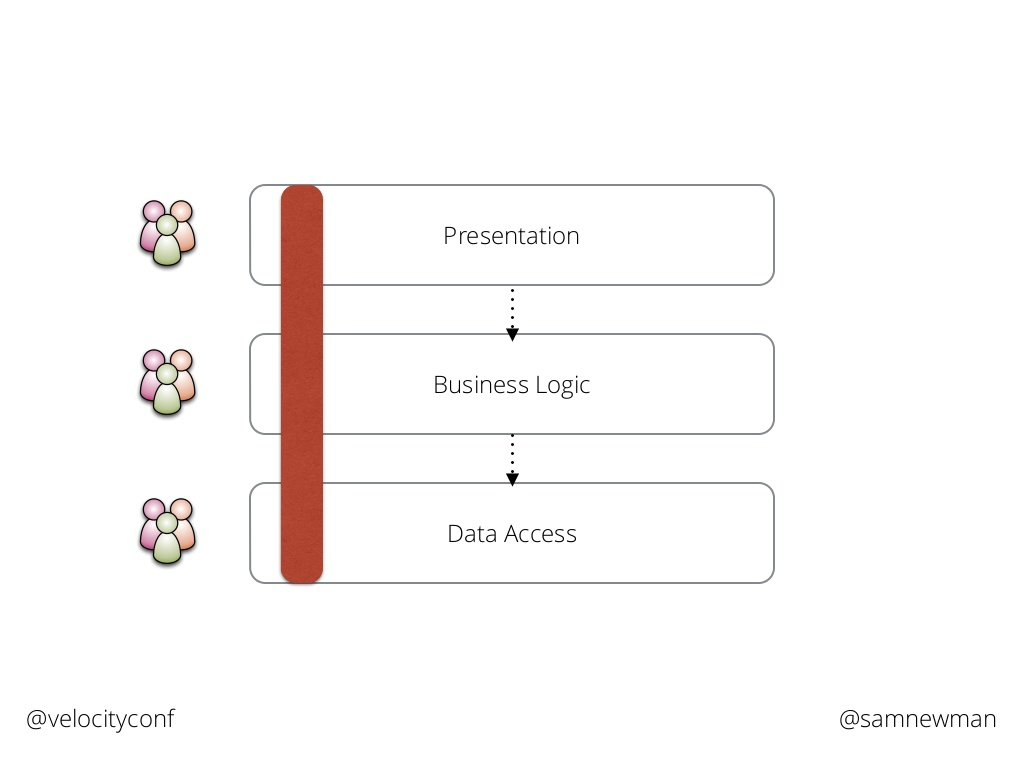 Presentation
Business Logic
Data Access
@velocityconf
@samnewman